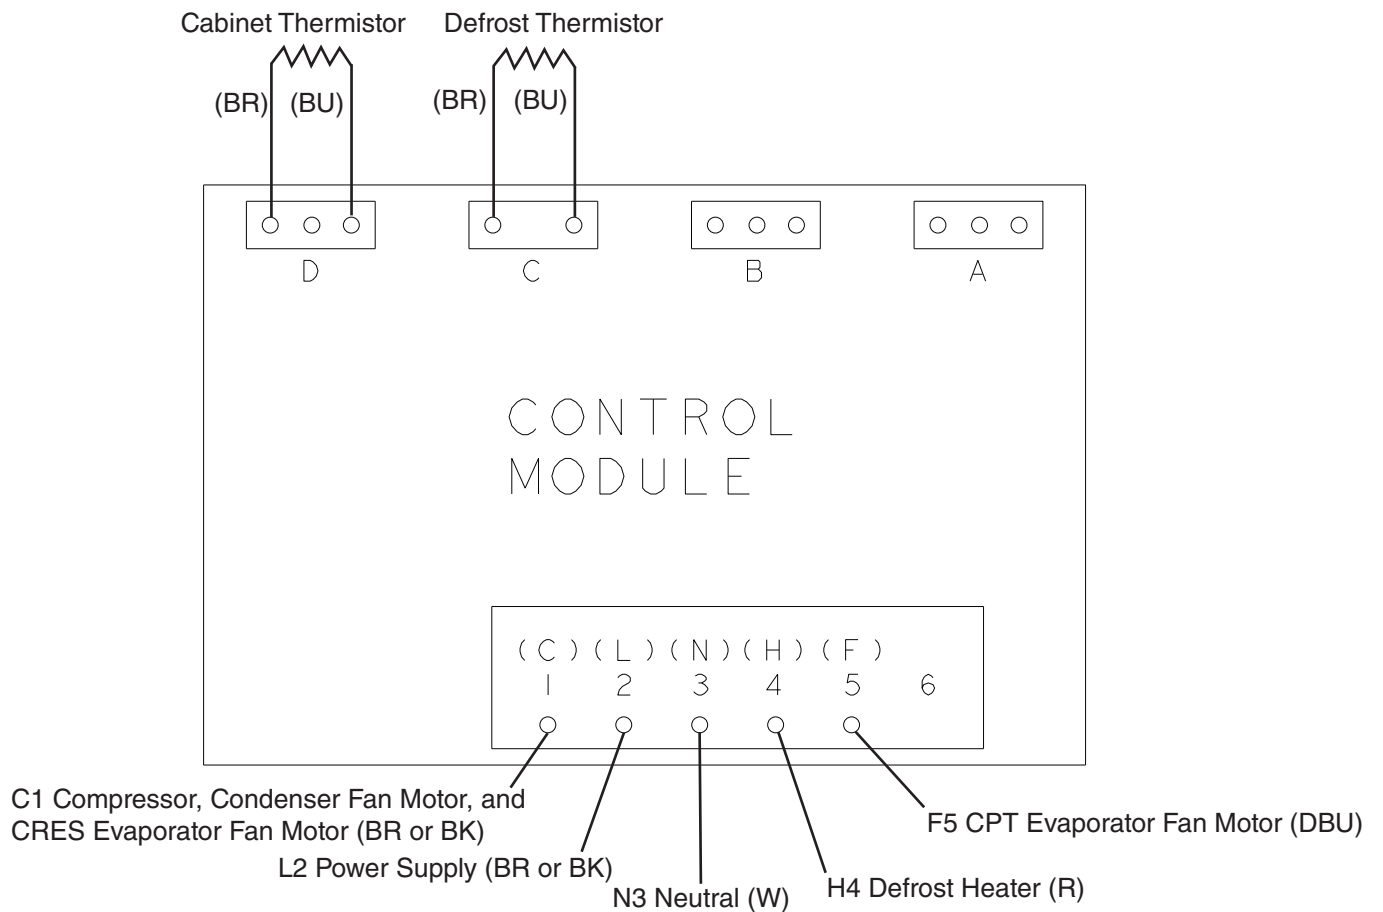 Cabinet Thermistor
Defrost Thermistor
(BR)
(BU)
(BR)
(BU)
D
C
B
A
CONTROL
MODULE
(C) (L) (N) (H) (F)
1 2 3 4 5 6
C1 Compressor, Condenser Fan Motor, and
CRES Evaporator Fan Motor (BR or BK)
F5 CPT Evaporator Fan Motor (DBU)
L2 Power Supply (BR or BK)
N3 Neutral (W)
H4 Defrost Heater (R)